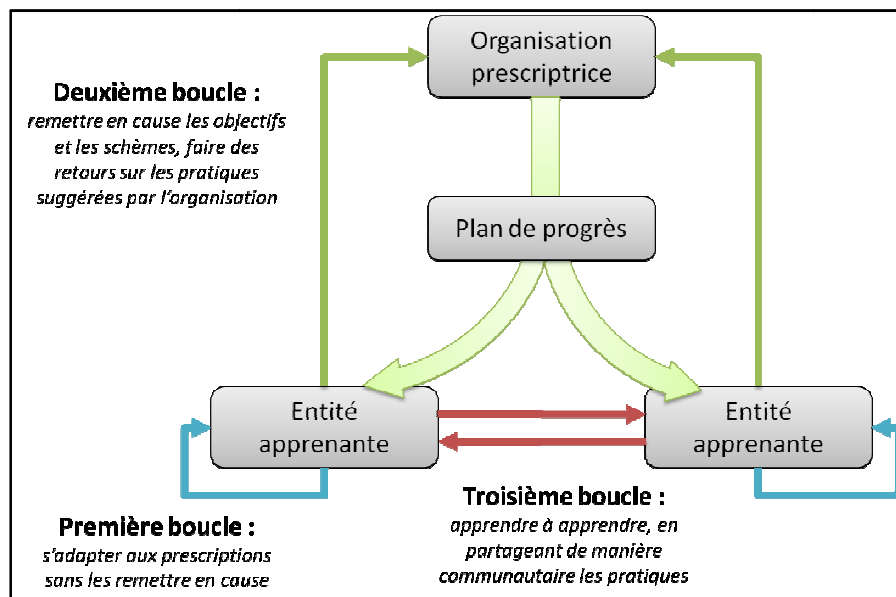 Organisation
prescriptrice
Deuxième boucle :
remettre en cause les objectifs
et les schèmes, faire des
retours sur les pratiques
suggérées par l'organisation
Plan de progrès
Entité
apprenante
Entité
apprenante
Première boucle :
s'adapter aux prescriptions
sans les remettre en cause
Troisième boucle :
apprendre à apprendre, en
partageant de manière
communautaire les pratiques